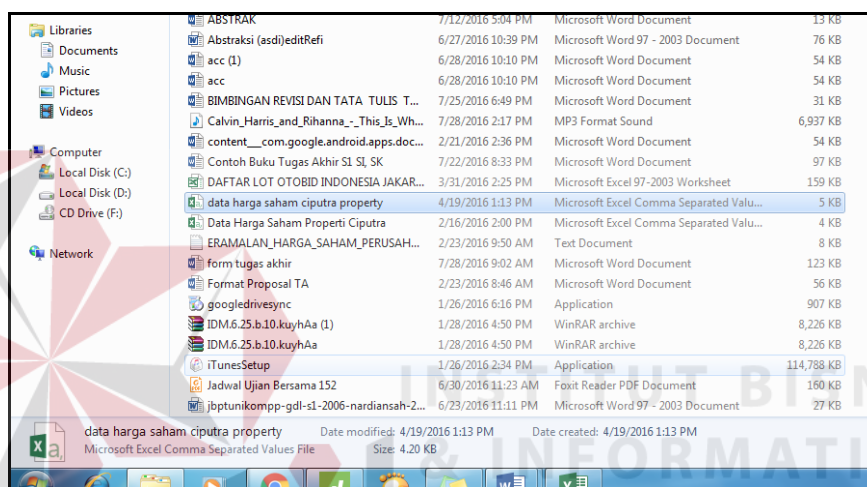 Libraries
Documents
Music
Pictures
Videos
Computer
Local Disk (C:)
Local Disk (D:)
CD Drive (F:)
Network
ABSTRAK 7/12/2016 5:04 PM Microsoft Word Document 13 KB
Abstraksi (asdi)editRefi 6/27/2016 10:39 PM Microsoft Word 97 - 2003 Document 76 KB
acc (1) 6/28/2016 10:10 PM Microsoft Word Document 54 KB
acc 6/28/2016 10:10 PM Microsoft Word Document 54 KB
BIMBINGAN REVISI DAN TATA TULIS T... 7/25/2016 6:49 PM Microsoft Word Document 31 KB
Calvin_Harris_and_Rihanna_-_This_Is_Wh... 7/28/2016 2:17 PM MP3 Format Sound 6,937 KB
content__com.google.android.apps.doc... 2/21/2016 2:36 PM Microsoft Word Document 54 KB
Contoh Buku Tugas Akhir S1 SI, SK 7/22/2016 8:33 PM Microsoft Word Document 97 KB
DAFTAR LOT OTOBID INDONESIA JAKAR... 3/31/2016 2:25 PM Microsoft Excel 97-2003 Worksheet 159 KB
data harga saham ciputra property 4/19/2016 1:13 PM Microsoft Excel Comma Separated Valu... 5 KB
Data Harga Saham Properti Ciputra 2/16/2016 2:00 PM Microsoft Excel Comma Separated Valu... 4 KB
ERAMALAN_HARGA_SAHAM_PERUSAH... 2/23/2016 9:50 AM Text Document 8 KB
form tugas akhir 7/28/2016 9:02 AM Microsoft Word Document 123 KB
Format Proposal TA 2/23/2016 8:46 AM Microsoft Word Document 56 KB
googledrivesync 1/26/2016 6:16 PM Application 907 KB
IDM.6.25.b.10.kuyhAa (1) 1/28/2016 4:50 PM WinRAR archive 8,226 KB
IDM.6.25.b.10.kuyhAa 1/28/2016 4:50 PM WinRAR archive 8,226 KB
iTunesSetup 1/26/2016 2:34 PM Application 114,788 KB
Jadwal Ujian Bersama 152 6/30/2016 11:23 AM Foxit Reader PDF Document 160 KB
jbptunikompp-gdl-s1-2006-nardiansah-2... 6/23/2016 11:11 PM Microsoft Word 97 - 2003 Document 27 KB
INSTITUT BISN
data harga saham ciputra property Date modified: 4/19/2016 1:13 PM Date created: 4/19/2016 1:13 PM
Microsoft Excel Comma Separated Values File Size: 4.20 KB
& INFORMATI